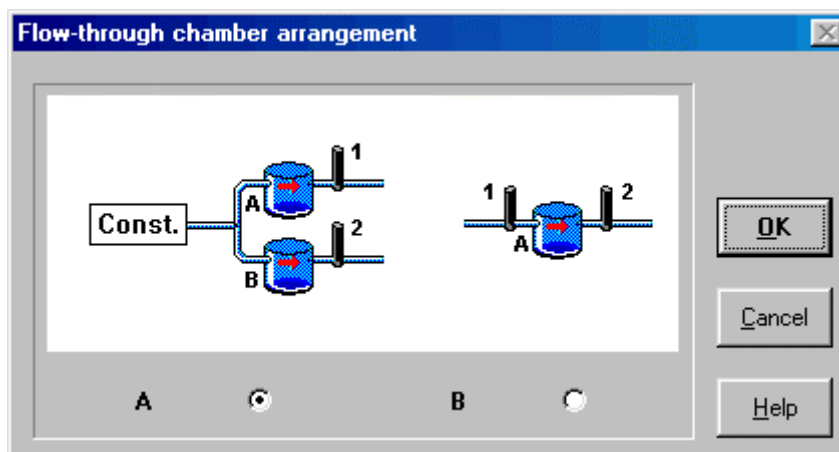 Flow-through chamber arrangement
1
A
Const.
2
B
1
2
A
OK
Cancel
Help
A
B